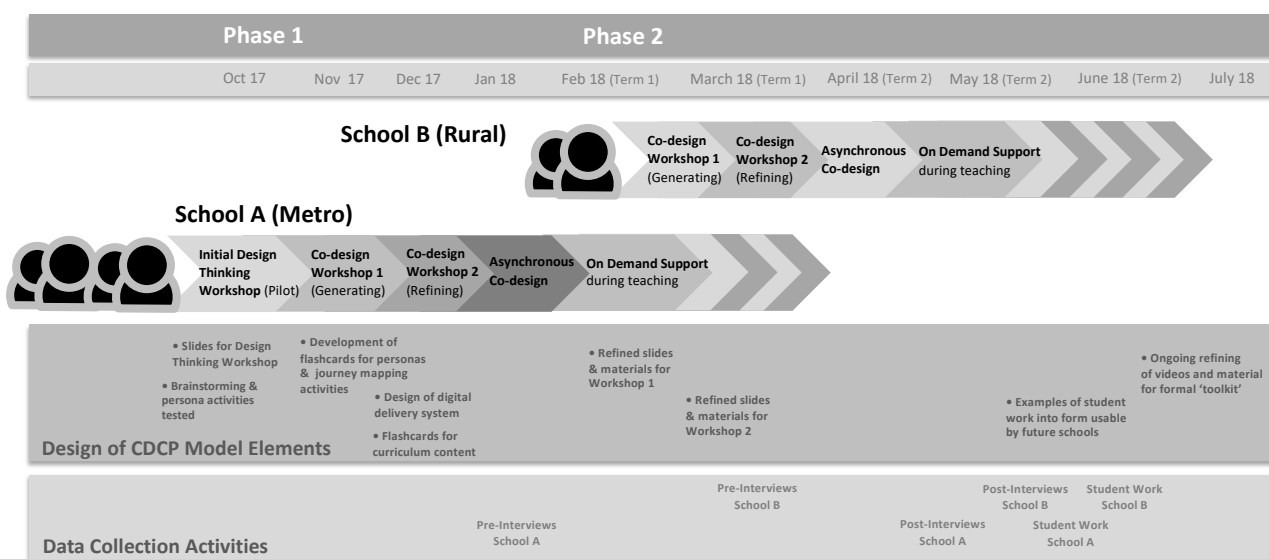 Phase 1
Phase 2
Oct 17
Nov 17
Dec 17
Jan 18
Feb 18 (Term 1)
March 18 (Term 1)
April 18 (Term 2)
May 18 (Term 2)
June 18 (Term 2)
July 18
School B (Rural)
Co-design
Workshop 1
(Generating)
Co-design
Workshop 2
(Refining)
Asynchronous
Co-design
On Demand Support
during teaching
School A (Metro)
Initial Design
Thinking
Workshop (Pilot)
Co-design
Workshop 1
(Generating)
Co-design
Workshop 2
(Refining)
Asynchronous
Co-design
On Demand Support
during teaching
• Slides for Design
Thinking Workshop
• Brainstorming &
persona activities
tested
• Development of
flashcards for personas
& journey mapping
activities
• Design of digital
delivery system
• Flashcards for
curriculum content
• Refined slides
& materials for
Workshop 1
• Refined slides
& materials for
Workshop 2
• Examples of student
work into form usable
by future schools
• Ongoing refining
of videos and material
for formal ‘toolkit’
Design of CDCP Model Elements
Pre-Interviews
School A
Pre-Interviews
School B
Post-Interviews
School A
Post-Interviews
School B
Student Work
School A
Student Work
School B
Data Collection Activities